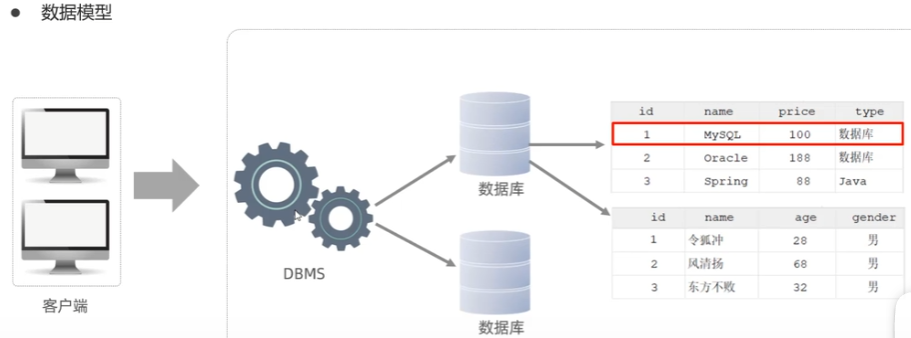 数据模型
客户端
DBMS
数据库
数据库
id name price type
1 MySQL 100 数据库
2 Oracle 188 数据库
3 Spring 88 Java
id name age gender
1 令狐冲 28 男
2 风清扬 68 男
3 东方不败 32 男